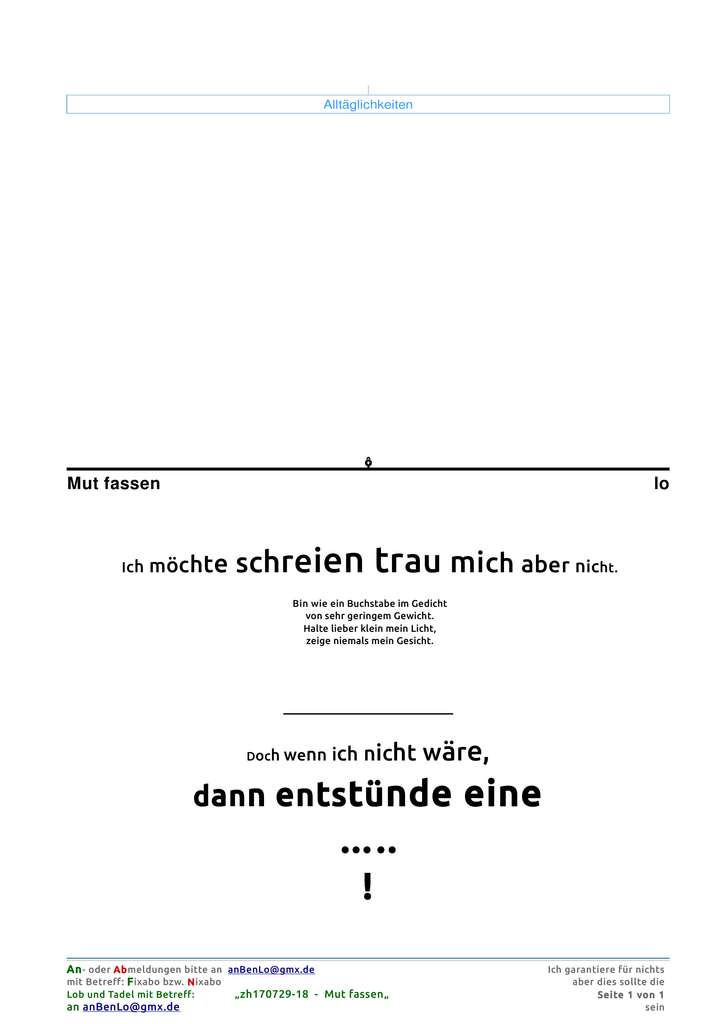 Alltäglichkeiten
Mut fassen lo
Ich möchte schreien trau mich aber nicht.
Bin wie ein Buchstabe im Gedicht
von sehr geringem Gewicht.
Halte lieber klein mein Licht,
zeige niemals mein Gesicht.
Doch wenn ich nicht wäre,
dann entstünde eine
.....
!
An- oder Abmeldungen bitte an anBenLo@gmx.de Ich garantiere für nichts
mit Betreff: Fixabo bzw. Nixabo aber dies sollte die
Lob und Tadel mit Betreff: „zh170729-18 - Mut fassen„ Seite 1 von 1
an anBenLo@gmx.de sein